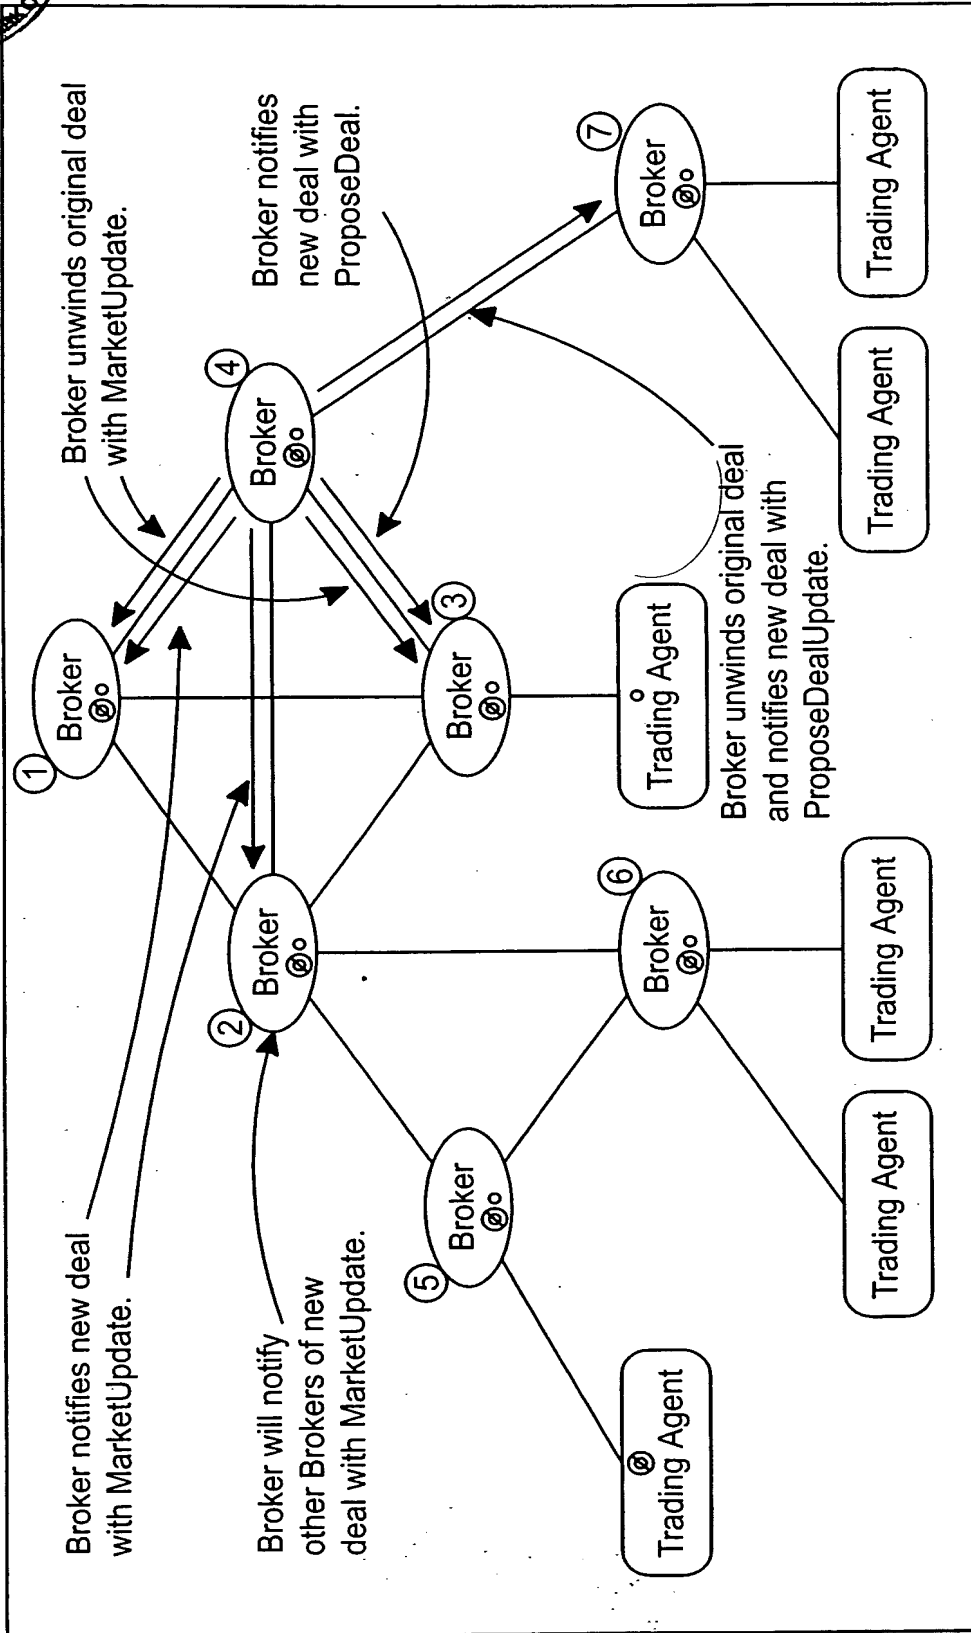 Broker notifies new deal
with MarketUpdate.
Broker unwinds original deal
with MarketUpdate.
Broker will notify
other Brokers of new
deal with MarketUpdate.
Broker notifies
new deal with
ProposeDeal.
1
Broker
2
Broker
4
Broker
5
Broker
3
Broker
6
Broker
7
Broker
Trading Agent
Trading Agent
Broker unwinds original deal
and notifies new deal with
ProposeDealUpdate.
Trading Agent
Trading Agent
Trading Agent
Trading Agent